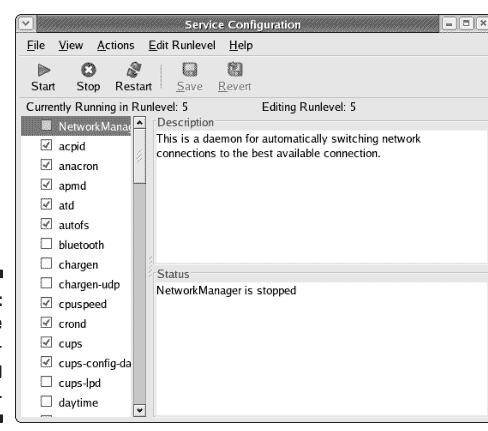 Service Configuration
File View Actions Edit Runlevel Help
Start Stop Restart Save Revert
Currently Running in Runlevel: 5 Editing Runlevel: 5
NetworkManag
acpid
anacron
apmd
atd
autofs
bluetooth
chargen
chargen-udp
cpuspeed
crond
cups
cups-config-da
cups-lpd
daytime
Description
This is a daemon for automatically switching network
connections to the best available connection.
Status
NetworkManager is stopped